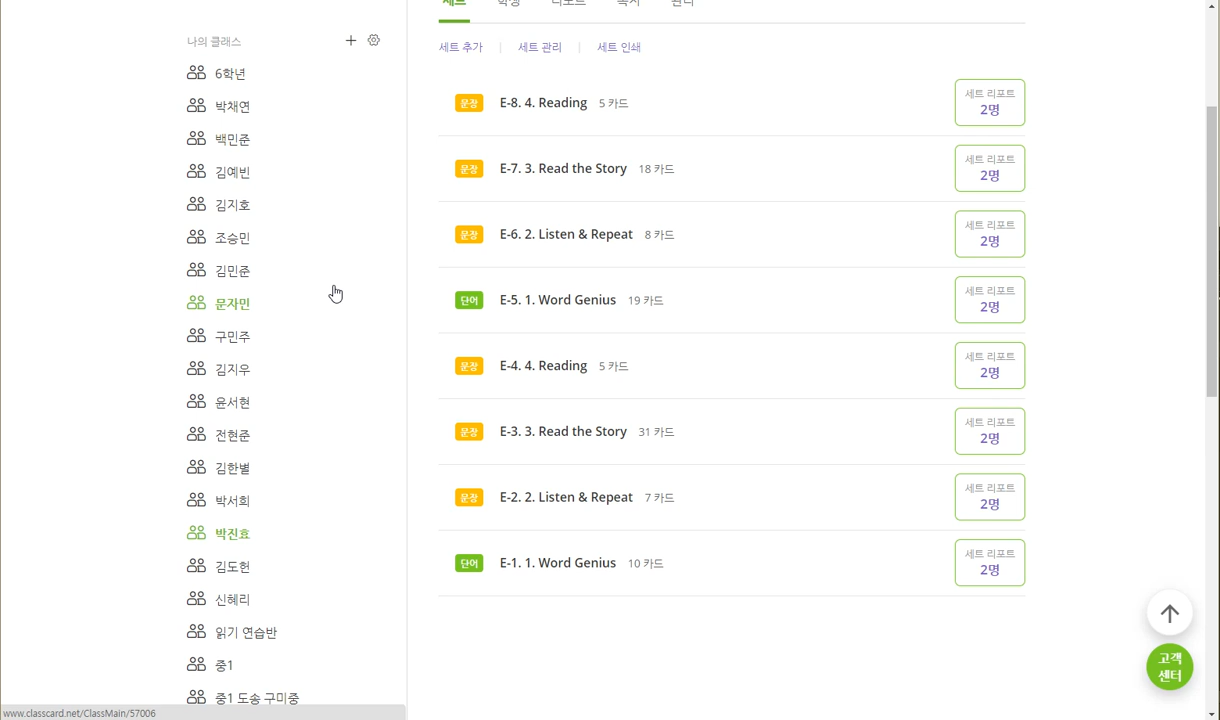 세트 학생 리포트 쪽지 관리
나의 클래스
6학년
박채연
백민준
김예빈
김지호
조승민
김민준
문자민
구민주
김지우
윤서현
전현준
김한별
박서희
박진효
김도헌
신혜리
읽기 연습반
중1
중1 도송 구미중
www.classcard.net/ClassMain/57006
세트 추가 | 세트 관리 | 세트 인쇄
문장 E-8. 4. Reading 5 카드
세트 리포트
2명
문장 E-7. 3. Read the Story 18 카드
세트 리포트
2명
문장 E-6. 2. Listen & Repeat 8 카드
세트 리포트
2명
단어 E-5. 1. Word Genius 19 카드
세트 리포트
2명
문장 E-4. 4. Reading 5 카드
세트 리포트
2명
문장 E-3. 3. Read the Story 31 카드
세트 리포트
2명
문장 E-2. 2. Listen & Repeat 7 카드
세트 리포트
2명
단어 E-1. 1. Word Genius 10 카드
세트 리포트
2명
고객
센터